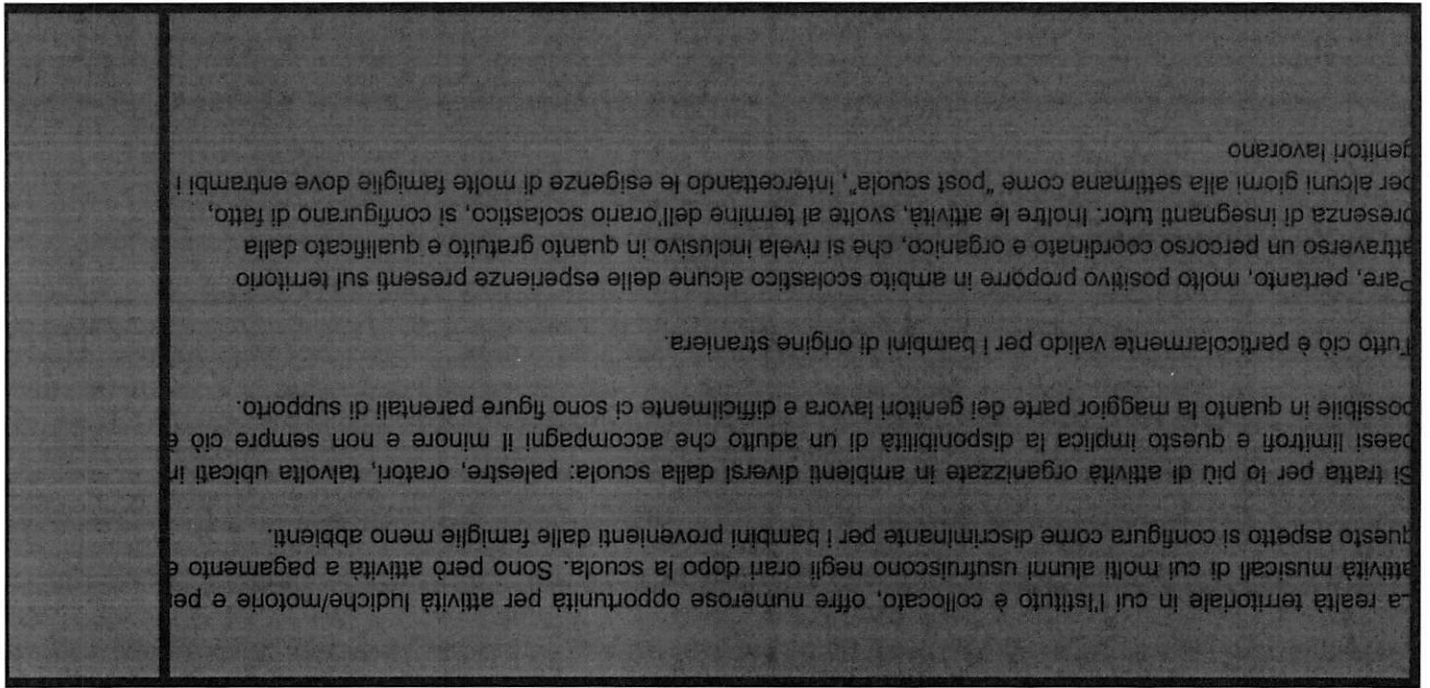 La realtà territoriale in cui l'Istituto è collocato, offre numerose opportunità per attività ludiche/motorie e per
attività musicali di cui molti alunni usufruiscono negli orari dopo la scuola. Sono però attività a pagamento e
questo aspetto si configura come discriminante per i bambini provenienti dalle famiglie meno abbienti.
Si tratta per lo più di attività organizzate in ambienti diversi dalla scuola: palestre, oratori, talvolta ubicati in
paesi limitrofi e questo implica la disponibilità di un adulto che accompagni il minore e non sempre ciò è
possibile in quanto la maggior parte dei genitori lavora e difficilmente ci sono figure parentali di supporto.
Tutto ciò è particolarmente valido per i bambini di origine straniera.
Pare, pertanto, molto positivo proporre in ambito scolastico alcune delle esperienze presenti sul territorio
attraverso un percorso coordinato e organico, che si rivela inclusivo in quanto gratuito e qualificato dalla
presenza di insegnanti tutor. Inoltre le attività, svolte al termine dell'orario scolastico, si configurano di fatto,
per alcuni giorni alla settimana come "post scuola", intercettando le esigenze di molte famiglie dove entrambi i
genitori lavorano